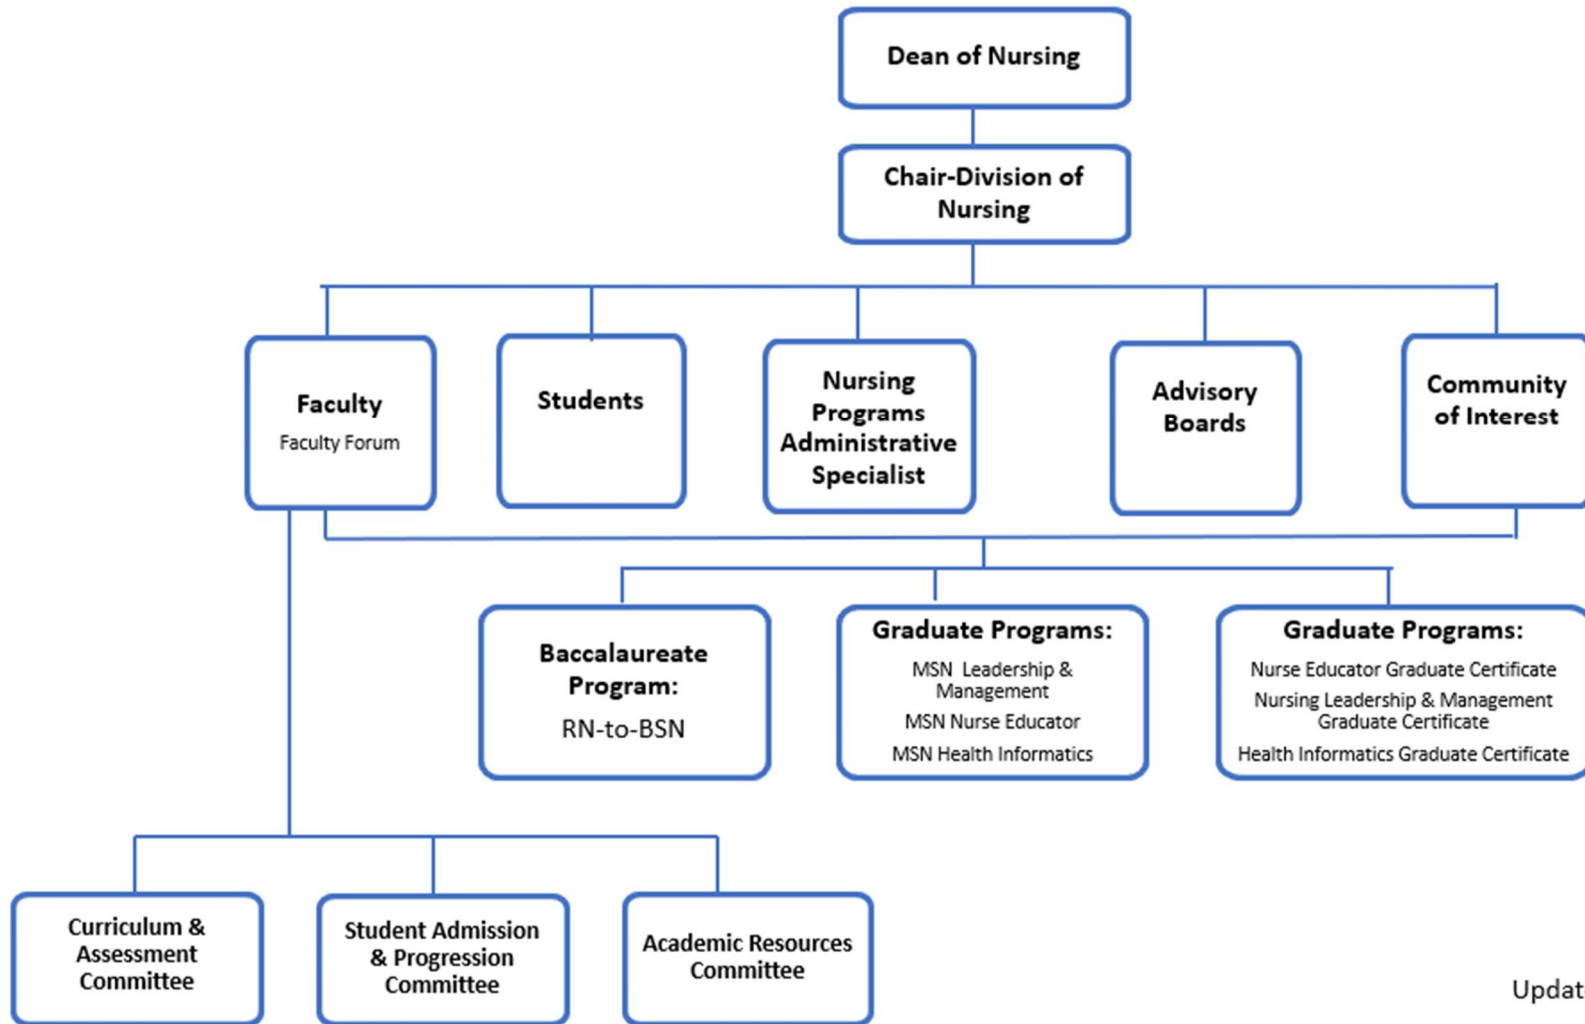 Dean of Nursing
Chair-Division of
Nursing
Faculty
Faculty Forum
Students
Nursing
Programs
Administrative
Specialist
Advisory
Boards
Community
of Interest
Baccalaureate
Program:
RN-to-BSN
Graduate Programs:
MSN Leadership &
Management
MSN Nurse Educator
MSN Health Informatics
Graduate Programs:
Nurse Educator Graduate Certificate
Nursing Leadership & Management
Graduate Certificate
Health Informatics Graduate Certificate
Curriculum &
Assessment
Committee
Student Admission
& Progression
Committee
Academic Resources
Committee